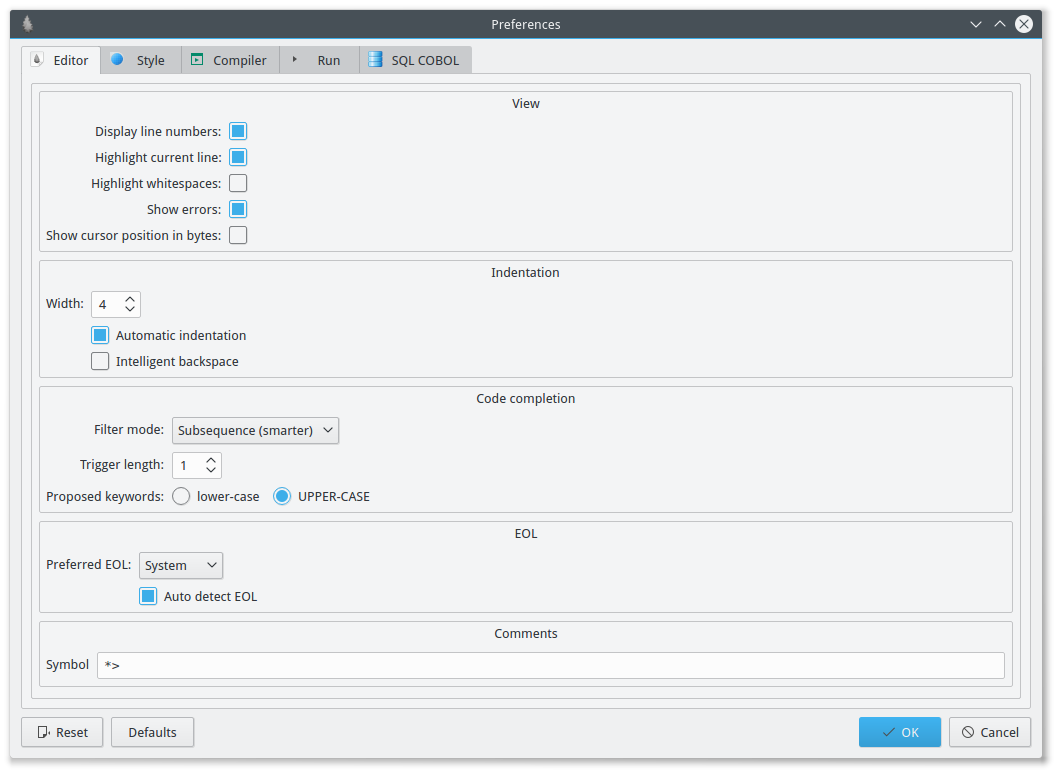 Preferences
Editor Style Compiler Run SQL COBOL
View
Display line numbers:
Highlight current line:
Highlight whitespaces:
Show errors:
Show cursor position in bytes:
Indentation
Width: 4
Automatic indentation
Intelligent backspace
Code completion
Filter mode: Subsequence (smarter)
Trigger length: 1
Proposed keywords: lower-case UPPER-CASE
EOL
Preferred EOL: System
Auto detect EOL
Comments
Symbol *>
Reset Defaults OK Cancel